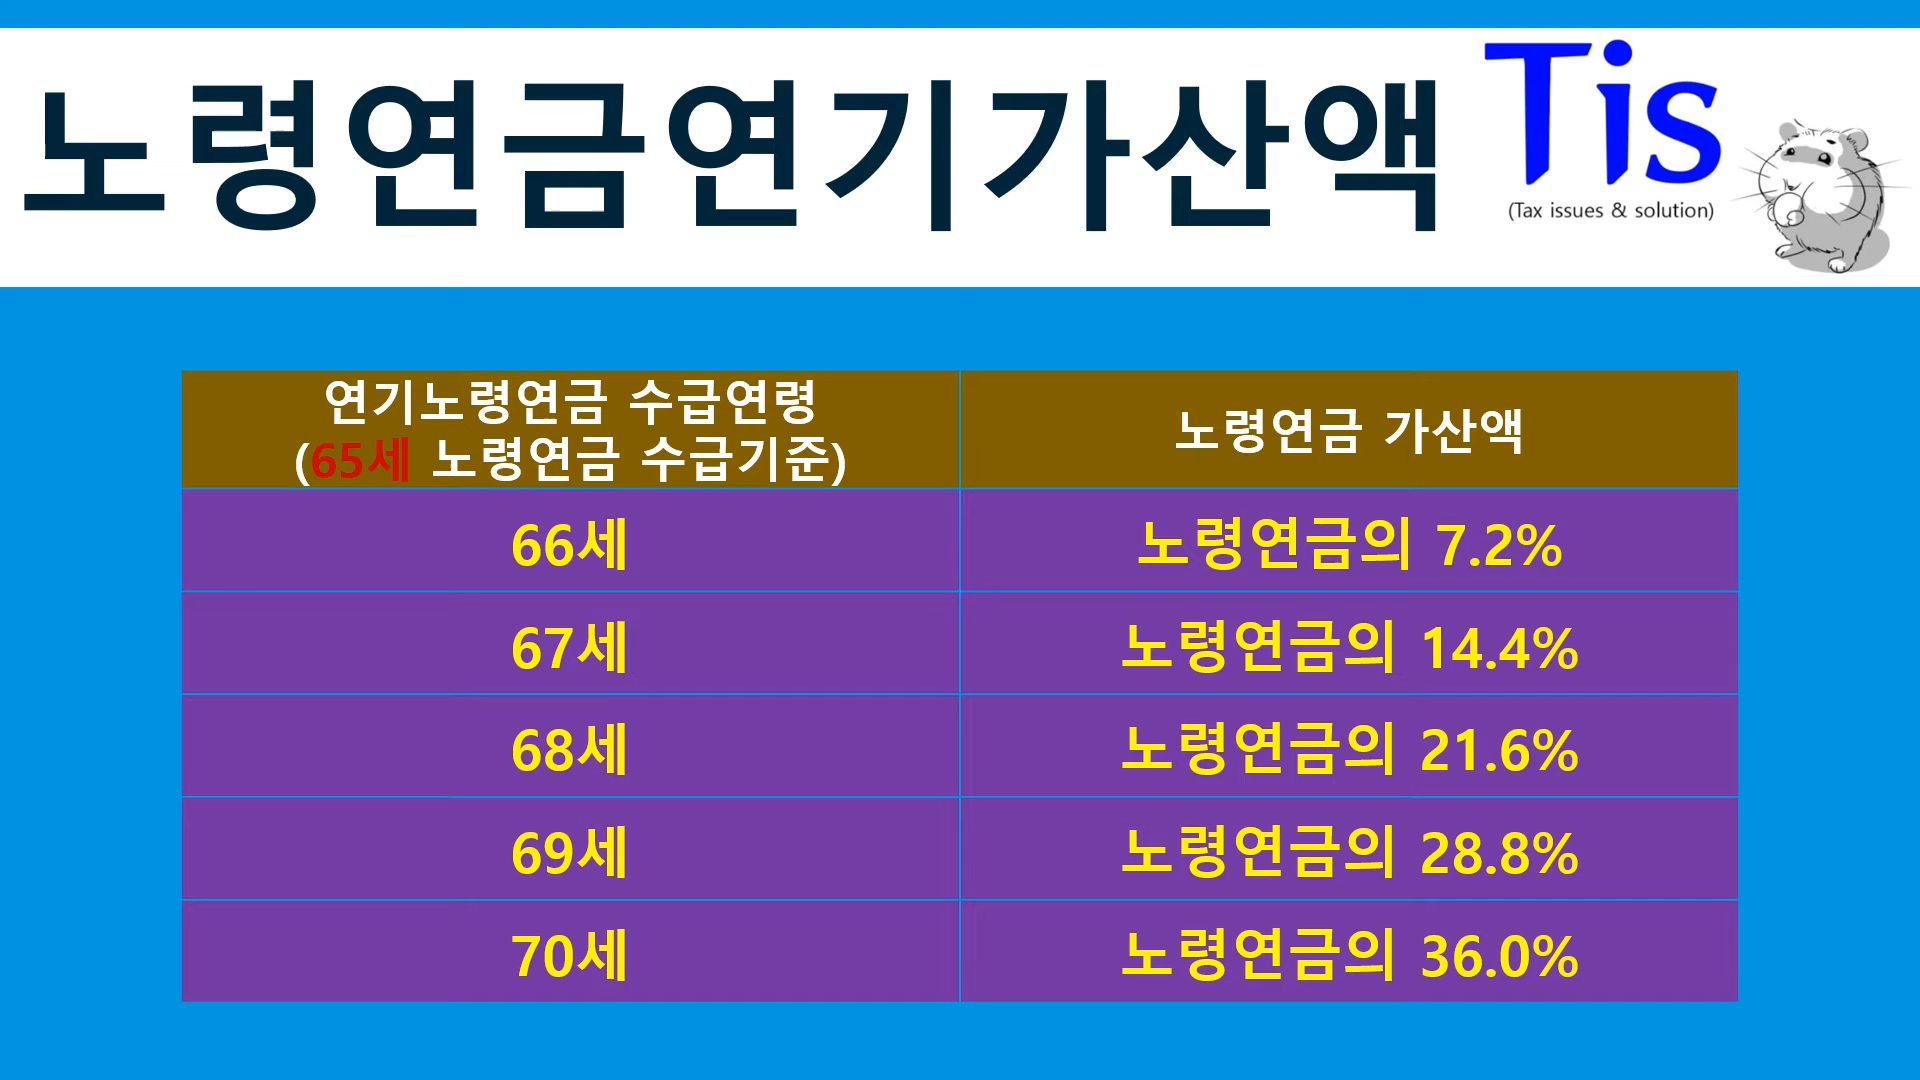 노령연금연기가산액
Tis
(Tax issues & solution)
연기노령연금 수급연령
(65세 노령연금 수급기준)
노령연금 가산액
66세
노령연금의 7.2%
67세
노령연금의 14.4%
68세
노령연금의 21.6%
69세
노령연금의 28.8%
70세
노령연금의 36.0%